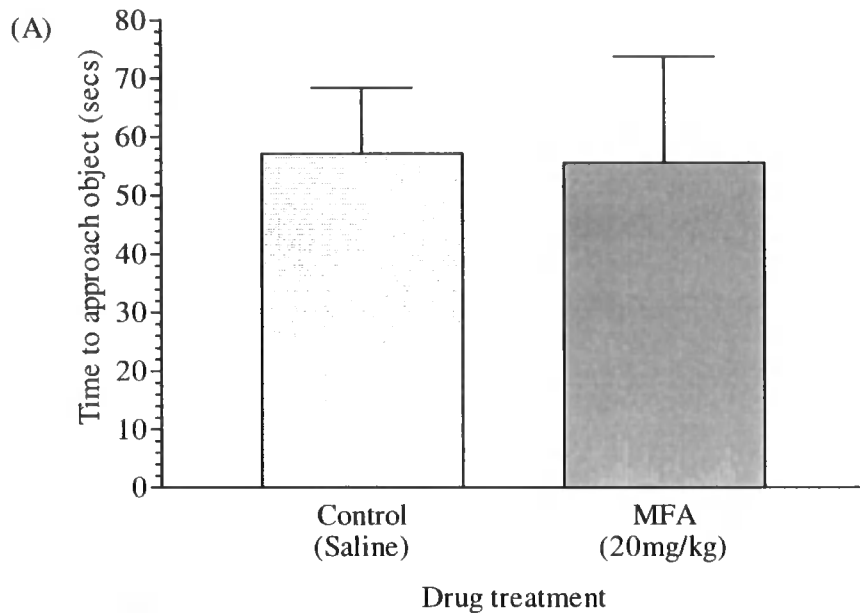 (A)
Time to approach object (secs)
80
70
60
50
40
30
20
10
0
Control
(Saline)
MFA
(20mg/kg)
Drug treatment